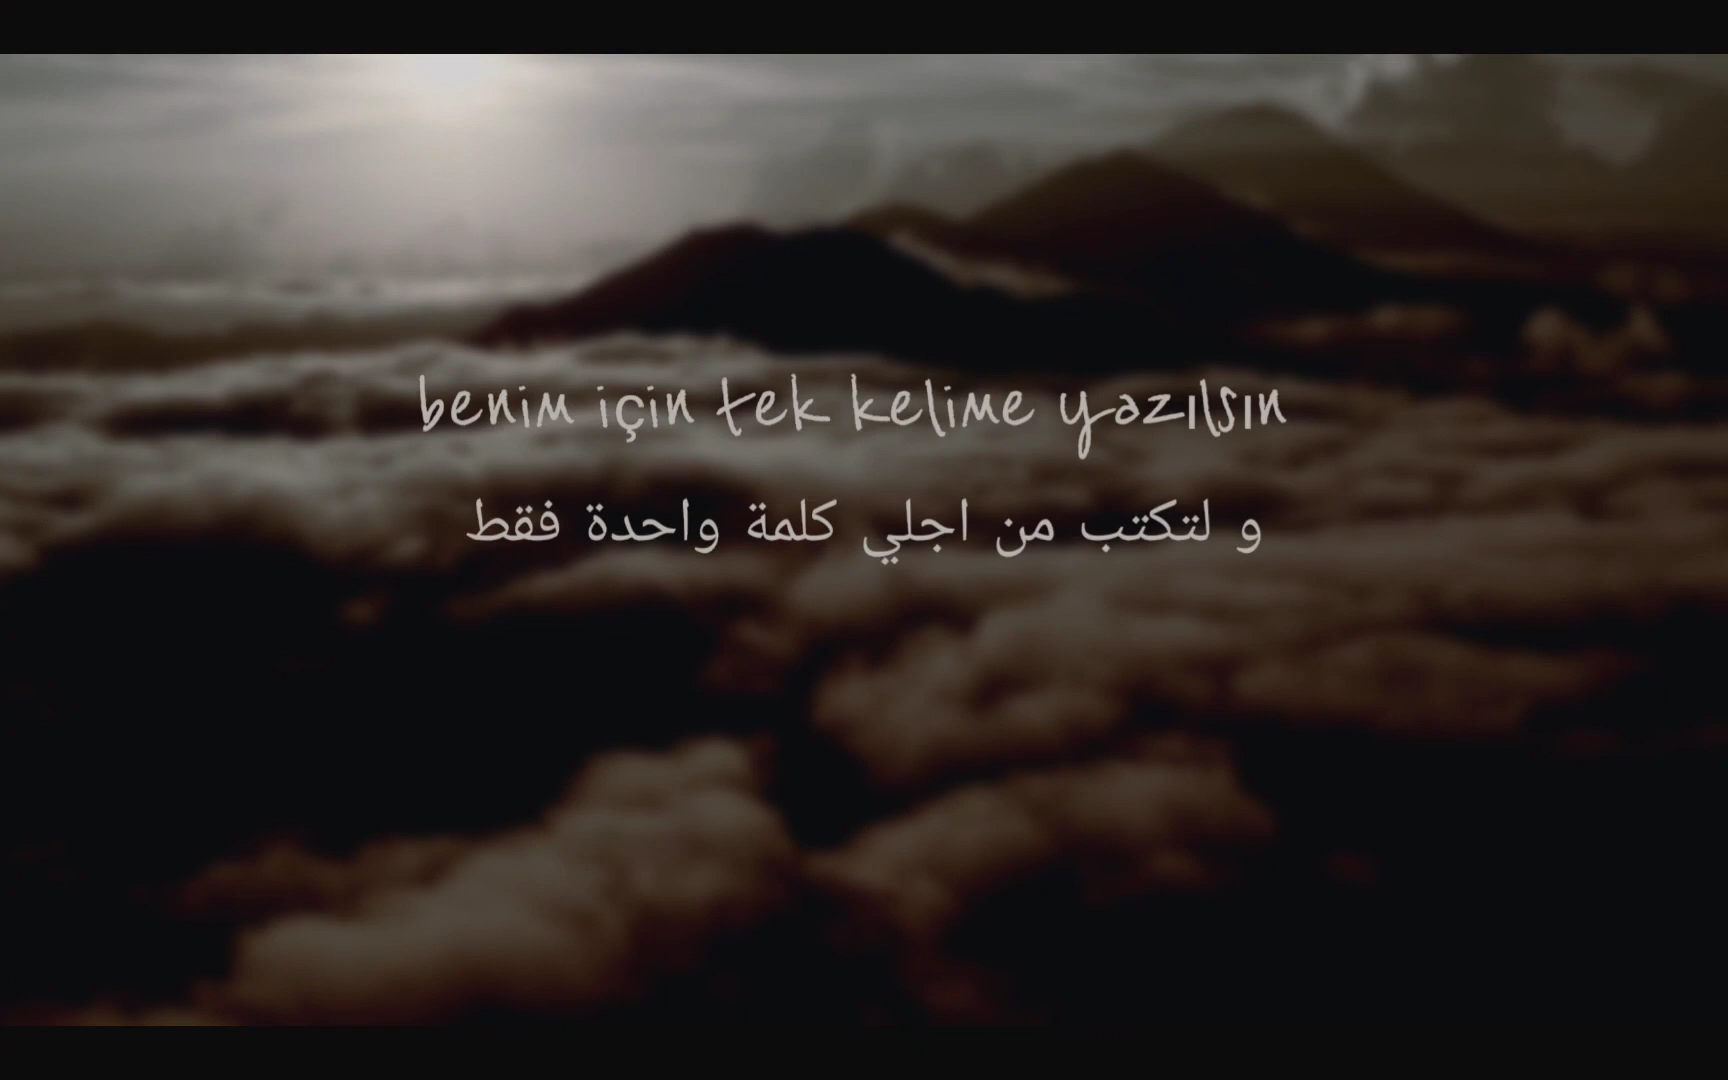 benim için tek kelime yazılsın
و لتكتب من اجلي كلمة واحدة فقط